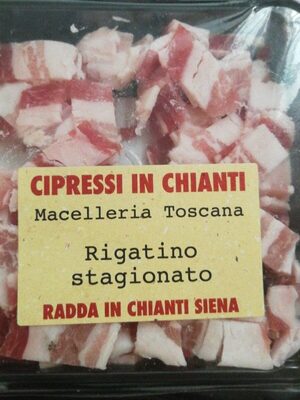 CIPRESSI IN CHIANTI
Macelleria Toscana
Rigatino
stagionato
RADDA IN CHIANTI SIENA